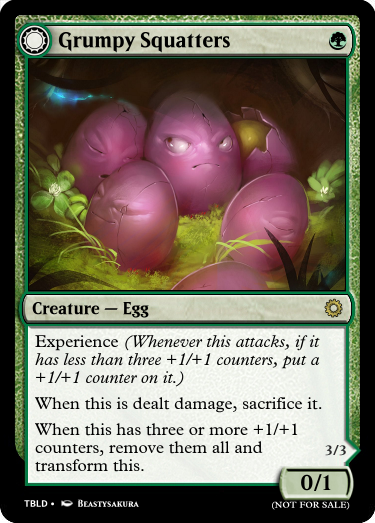 Grumpy Squatters
Creature — Egg
Experience (Whenever this attacks, if it
has less than three +1/+1 counters, put a
+1/+1 counter on it.)
When this is dealt damage, sacrifice it.
When this has three or more +1/+1
counters, remove them all and
transform this.
3/3
0/1
TBLD • Beastysakura
(NOT FOR SALE)